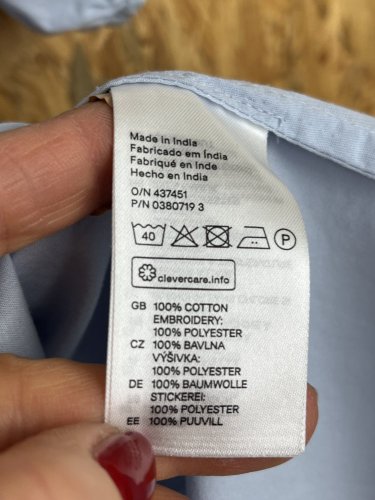 Made in India
Fabricado em Índia
Fabriqué en Inde
Hecho en India
O/N 437451
P/N 0380719 3
40 P
clevercare.info
GB 100% COTTON
EMBROIDERY:
100% POLYESTER
CZ 100% BAVLNA
VÝŠIVKA:
100% POLYESTER
DE 100% BAUMWOLLE
STICKEREI:
100% POLYESTER
EE 100% PUUVILL